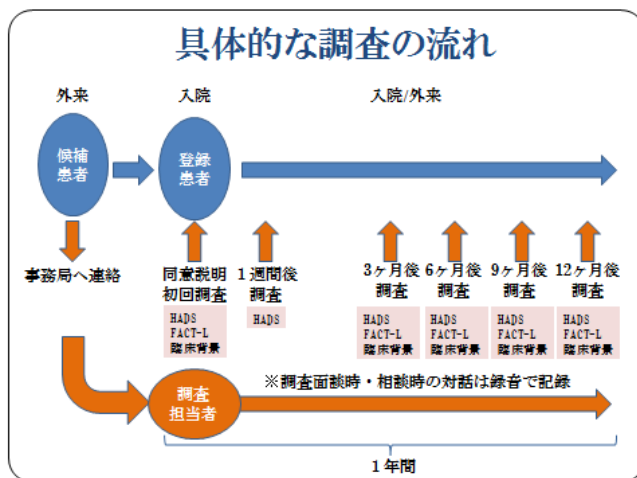 具体的な調査の流れ
外来
入院
入院/外来
候補
患者
登録
患者
事務局へ連絡
同意説明
初回調査
1週間後
調査
3ヶ月後
調査
6ヶ月後
調査
9ヶ月後
調査
12ヶ月後
調査
HADS
FACT-L
臨床背景
HADS
HADS
FACT-L
臨床背景
HADS
FACT-L
臨床背景
HADS
FACT-L
臨床背景
HADS
FACT-L
臨床背景
調査
担当者
※調査面談時・相談時の対話は録音で記録
1年間